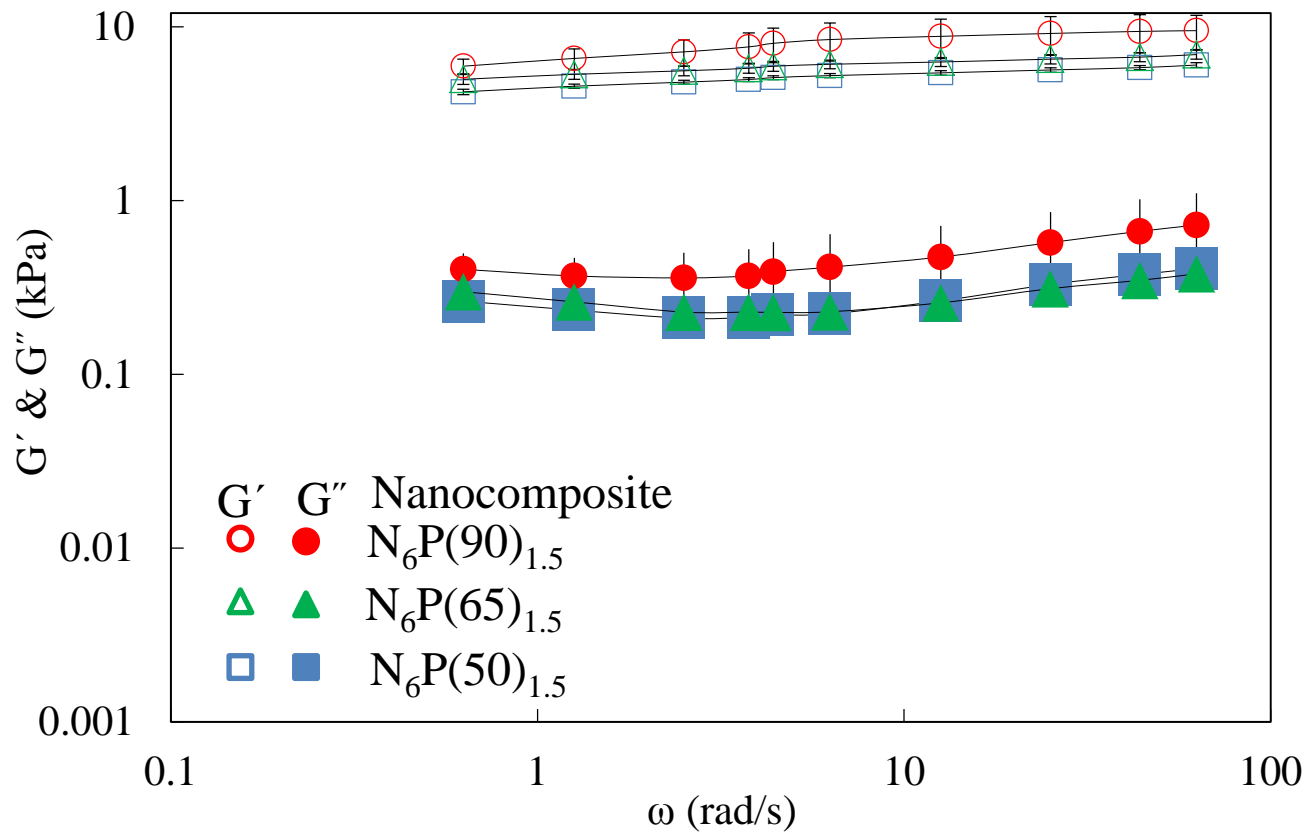 10
1
0.1
0.01
0.001
G′ & G″ (kPa)
G′ G″ Nanocomposite
N₆P(90)₁.₅
N₆P(65)₁.₅
N₆P(50)₁.₅
0.1 1 10 100
ω (rad/s)